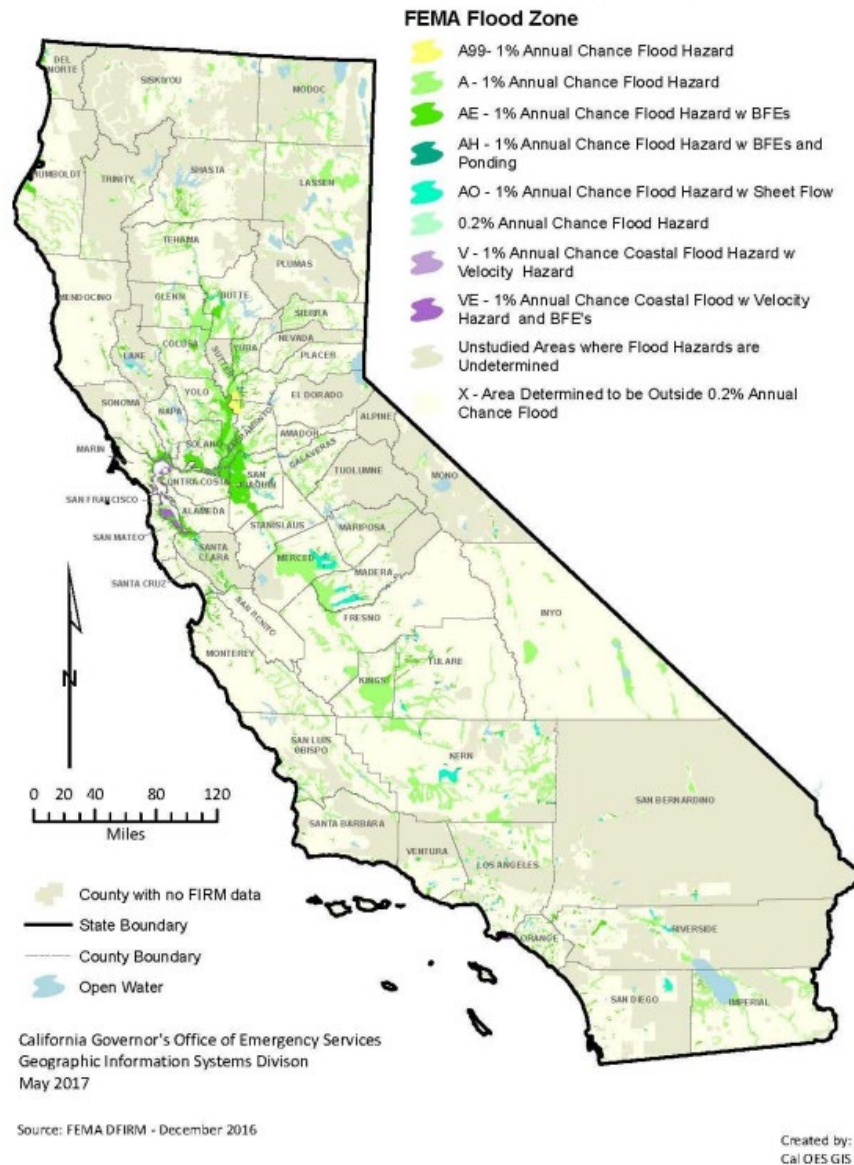 FEMA Flood Zone
A99- 1% Annual Chance Flood Hazard
A - 1% Annual Chance Flood Hazard
AE - 1% Annual Chance Flood Hazard w BFEs
AH - 1% Annual Chance Flood Hazard w BFEs and
Ponding
AO - 1% Annual Chance Flood Hazard w Sheet Flow
0.2% Annual Chance Flood Hazard
V - 1% Annual Chance Coastal Flood Hazard w
Velocity Hazard
VE - 1% Annual Chance Coastal Flood w Velocity
Hazard and BFE's
Unstudied Areas where Flood Hazards are
Undetermined
X - Area Determined to be Outside 0.2% Annual
Chance Flood
DEL
NORTE
SISKIYOU
MODOC
HUMBOLDT
TRINITY
SHASTA
LASSEN
TEHAMA
PLUMAS
MENDOCINO
GLENN
BUTTE
SIERRA
COLUSA
SUTTER
YUBA
NEVADA
PLACER
LAKE
YOLO
EL DORADO
SONOMA
NAPA
SACRAMENTO
ALPINE
AMADOR
SOLANO
CALAVERAS
MARIN
TUOLUMNE
MONO
CONTRA COSTA
SAN
JOAQUIN
SAN FRANCISCO
ALAMEDA
STANISLAUS
MARIPOSA
SAN MATEO
SANTA
CLARA
MERCED
MADERA
SANTA CRUZ
SAN BENITO
FRESNO
INYO
MONTEREY
TULARE
KINGS
SAN LUIS
OBISPO
KERN
SAN BERNARDINO
SANTA BARBARA
VENTURA
LOS ANGELES
ORANGE
RIVERSIDE
SAN DIEGO
IMPERIAL
N
0 20 40 80 120
Miles
County with no FIRM data
State Boundary
County Boundary
Open Water
California Governor's Office of Emergency Services
Geographic Information Systems Divison
May 2017
Source: FEMA DFIRM - December 2016
Created by:
Cal OES GIS